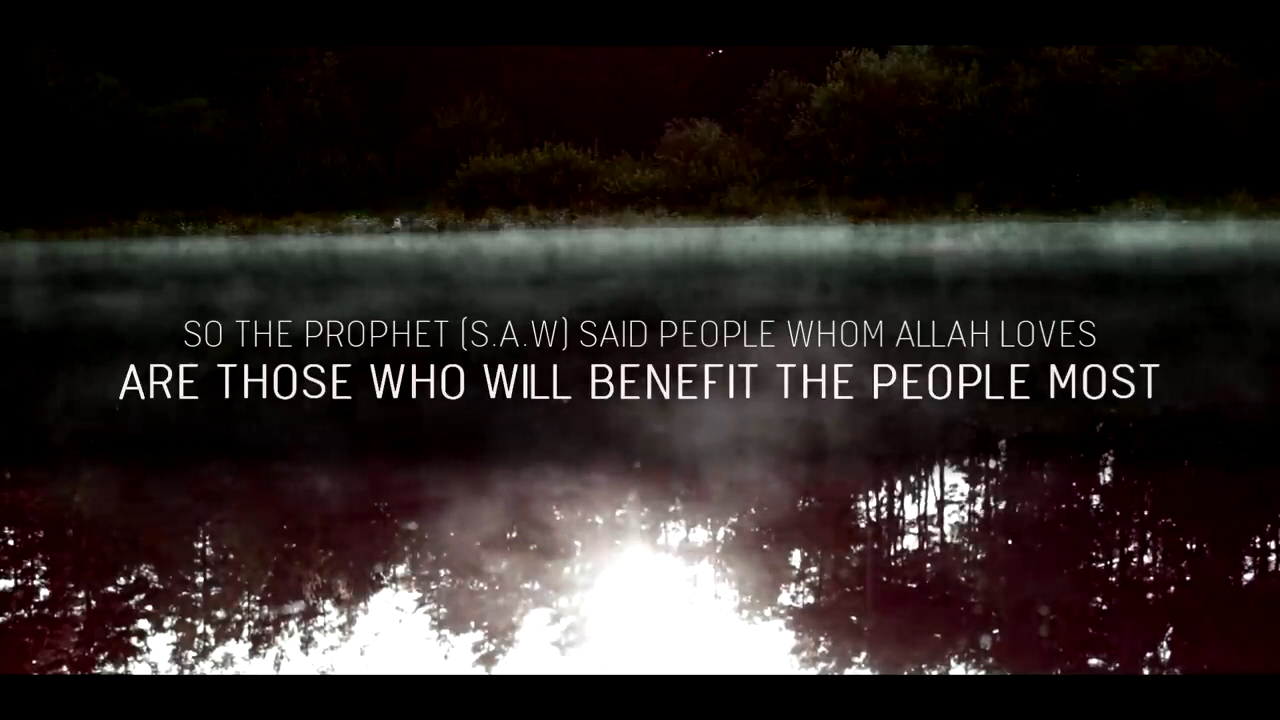 SO THE PROPHET (S.A.W) SAID PEOPLE WHOM ALLAH LOVES
ARE THOSE WHO WILL BENEFIT THE PEOPLE MOST